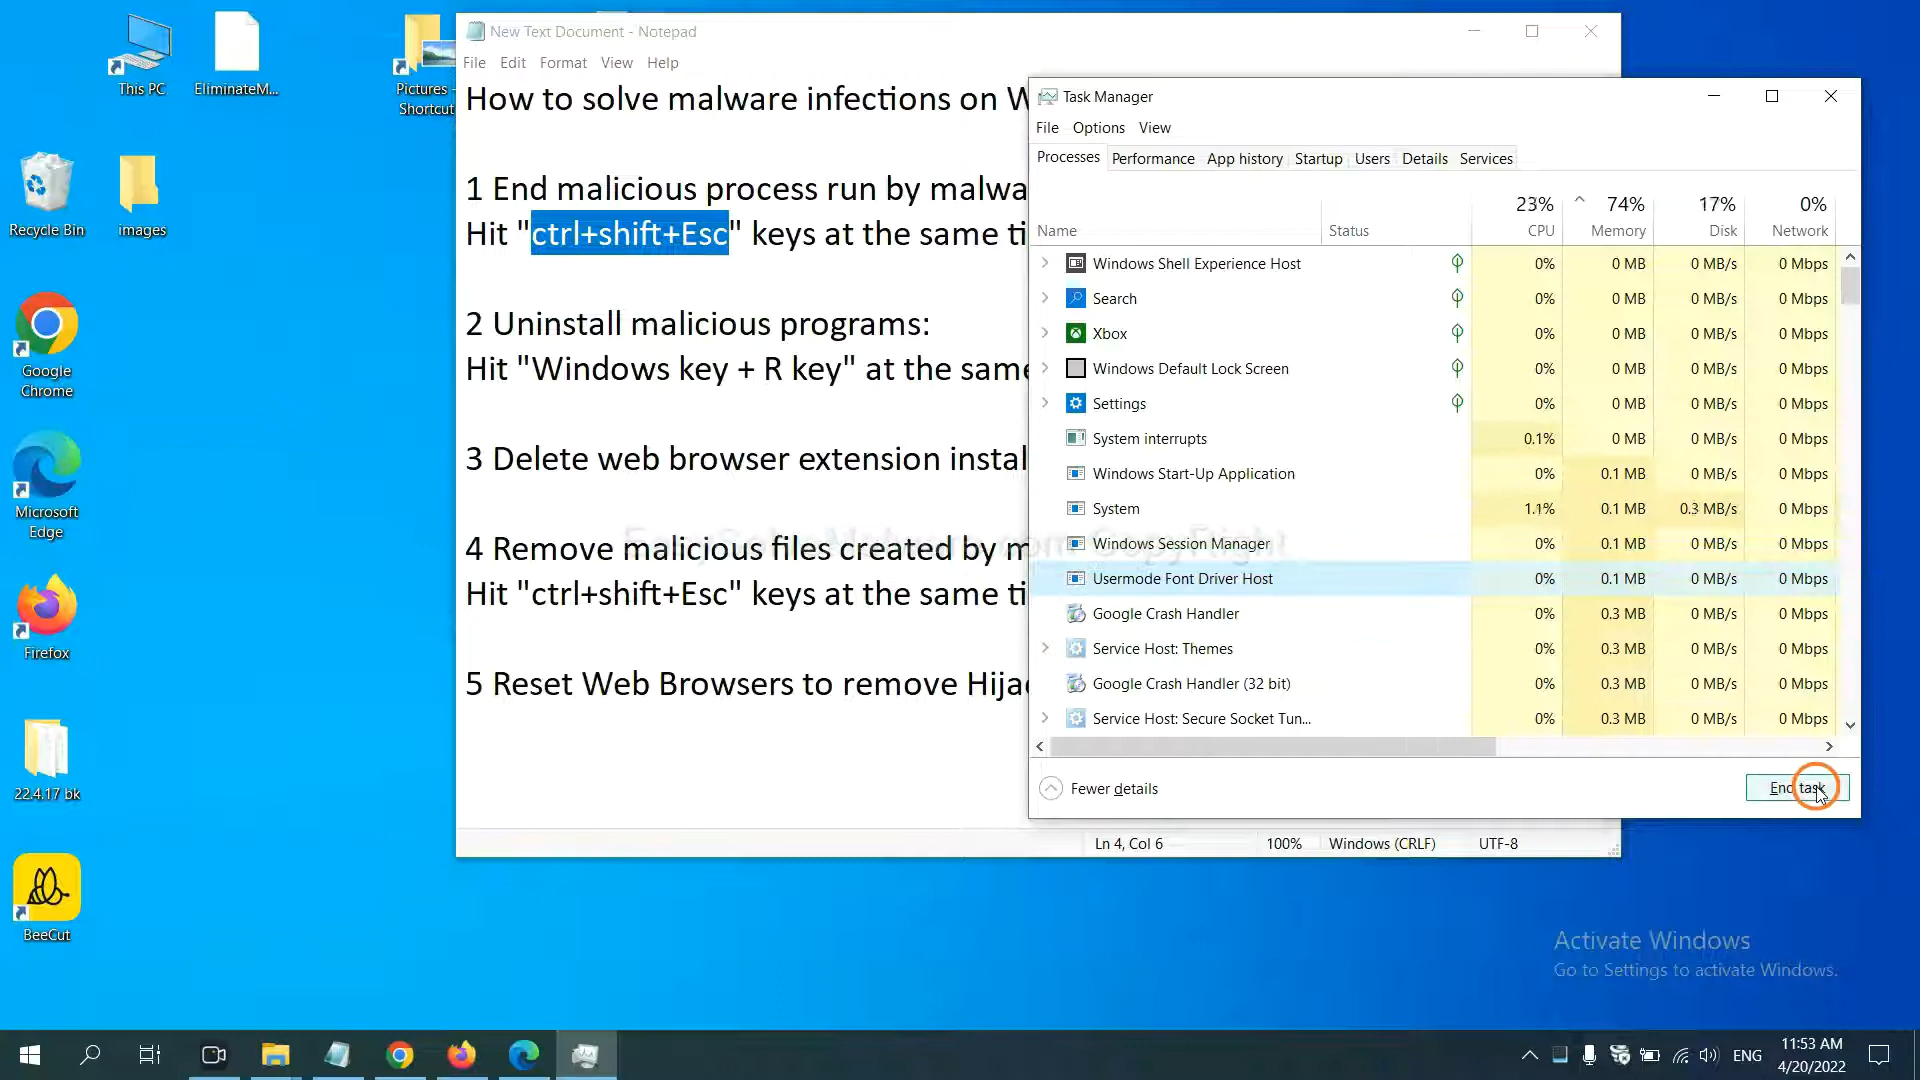 This PC
EliminateM...
Pictures -
Shortcut
Recycle Bin
images
Google
Chrome
Microsoft
Edge
Firefox
22.4.17 bk
BeeCut
New Text Document - Notepad
File Edit Format View Help
How to solve malware infections on W
1 End malicious process run by malwa
Hit "ctrl+shift+Esc" keys at the same ti
2 Uninstall malicious programs:
Hit "Windows key + R key" at the same
3 Delete web browser extension instal
4 Remove malicious files created by m
Hit "ctrl+shift+Esc" keys at the same ti
5 Reset Web Browsers to remove Hijac
Ln 4, Col 6 100% Windows (CRLF) UTF-8
Task Manager
File Options View
Processes Performance App history Startup Users Details Services
23% 74% 17% 0%
Name Status CPU Memory Disk Network
Windows Shell Experience Host 0% 0 MB 0 MB/s 0 Mbps
Search 0% 0 MB 0 MB/s 0 Mbps
Xbox 0% 0 MB 0 MB/s 0 Mbps
Windows Default Lock Screen 0% 0 MB 0 MB/s 0 Mbps
Settings 0% 0 MB 0 MB/s 0 Mbps
System interrupts 0.1% 0 MB 0 MB/s 0 Mbps
Windows Start-Up Application 0% 0.1 MB 0 MB/s 0 Mbps
System 1.1% 0.1 MB 0.3 MB/s 0 Mbps
Windows Session Manager 0% 0.1 MB 0 MB/s 0 Mbps
Usermode Font Driver Host 0% 0.1 MB 0 MB/s 0 Mbps
Google Crash Handler 0% 0.3 MB 0 MB/s 0 Mbps
Service Host: Themes 0% 0.3 MB 0 MB/s 0 Mbps
Google Crash Handler (32 bit) 0% 0.3 MB 0 MB/s 0 Mbps
Service Host: Secure Socket Tun... 0% 0.3 MB 0 MB/s 0 Mbps
Fewer details
End task
Activate Windows
Go to Settings to activate Windows.
ENG
11:53 AM
4/20/2022